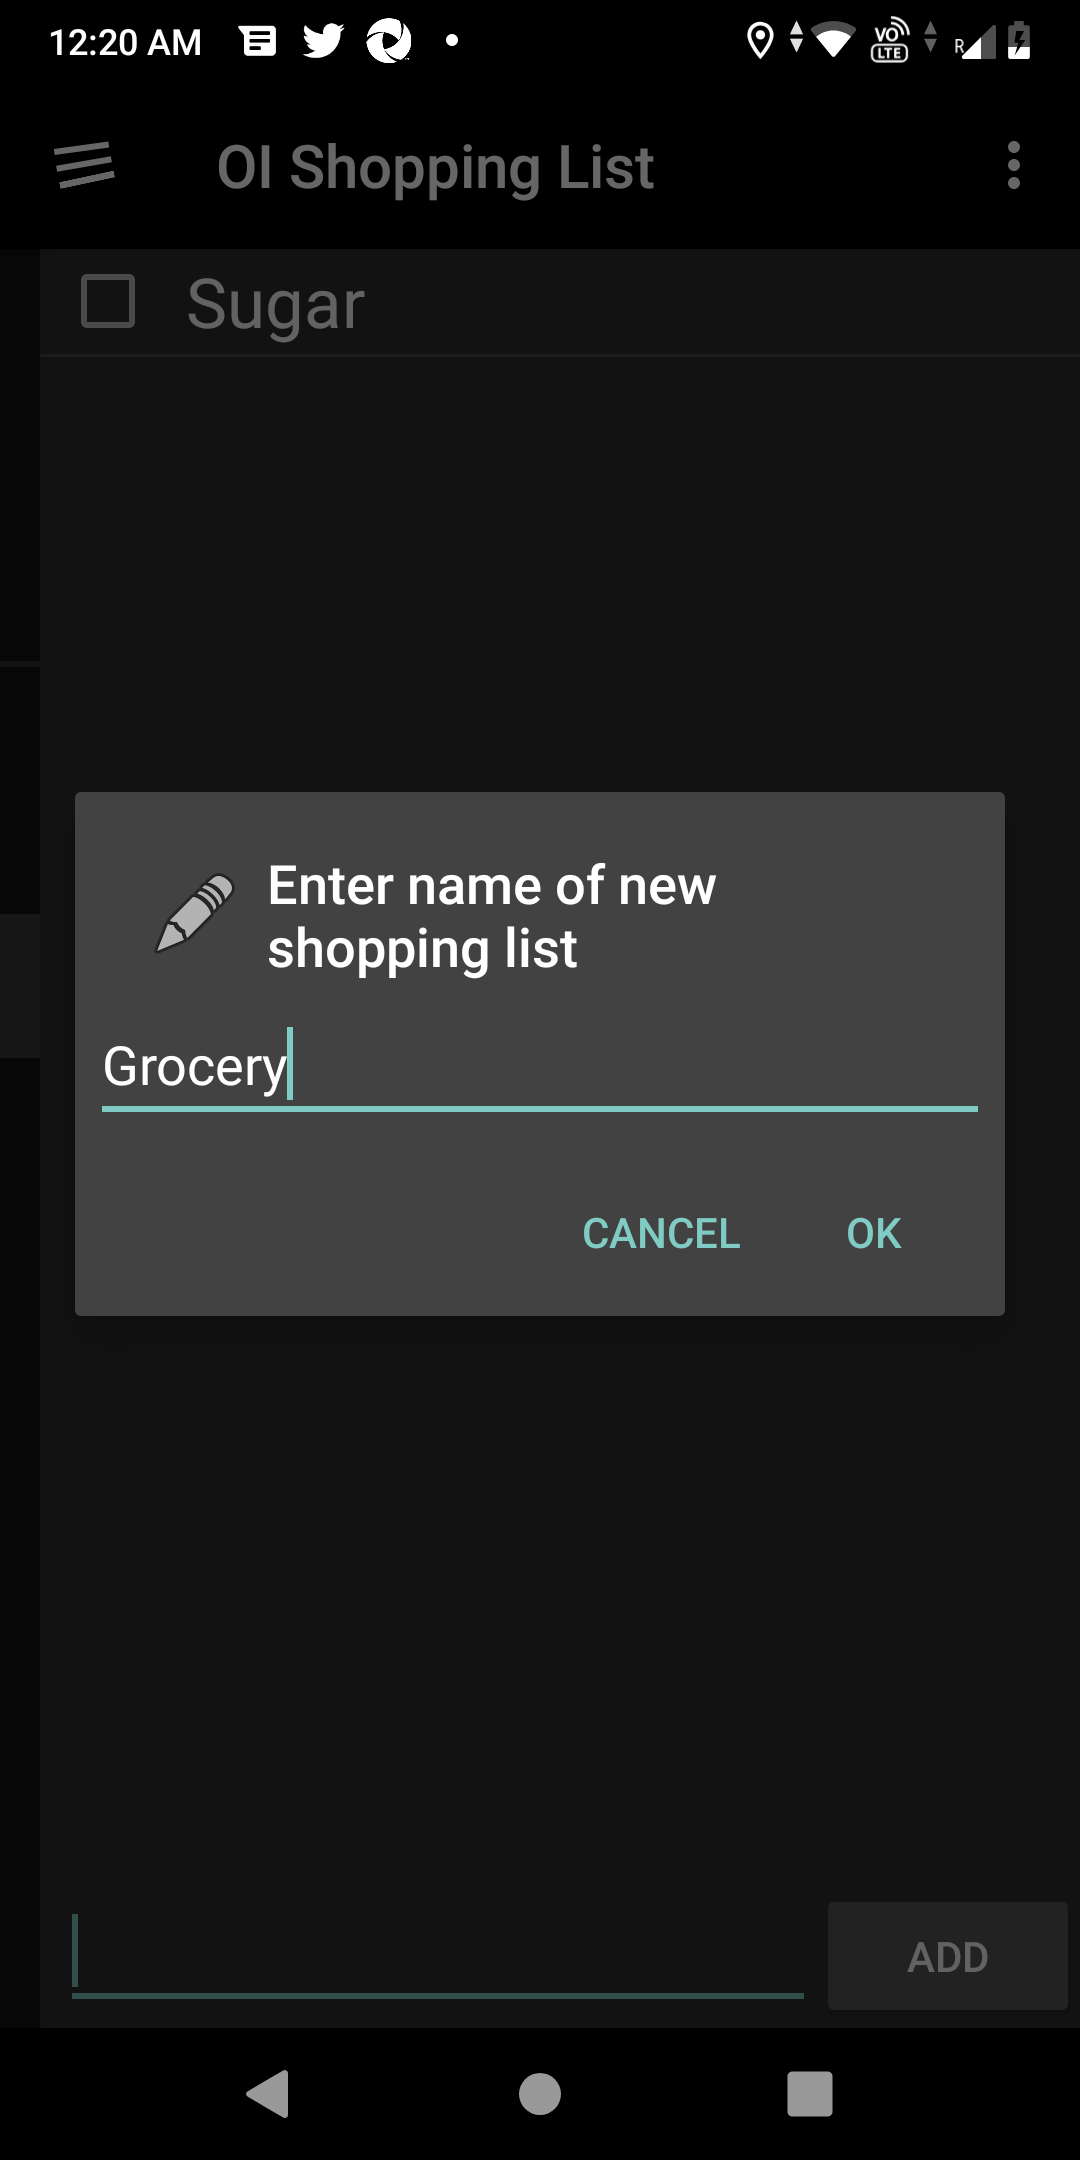 12:20 AM
VO LTE R
OI Shopping List
Sugar
Enter name of new
shopping list
Grocery
CANCEL OK
ADD